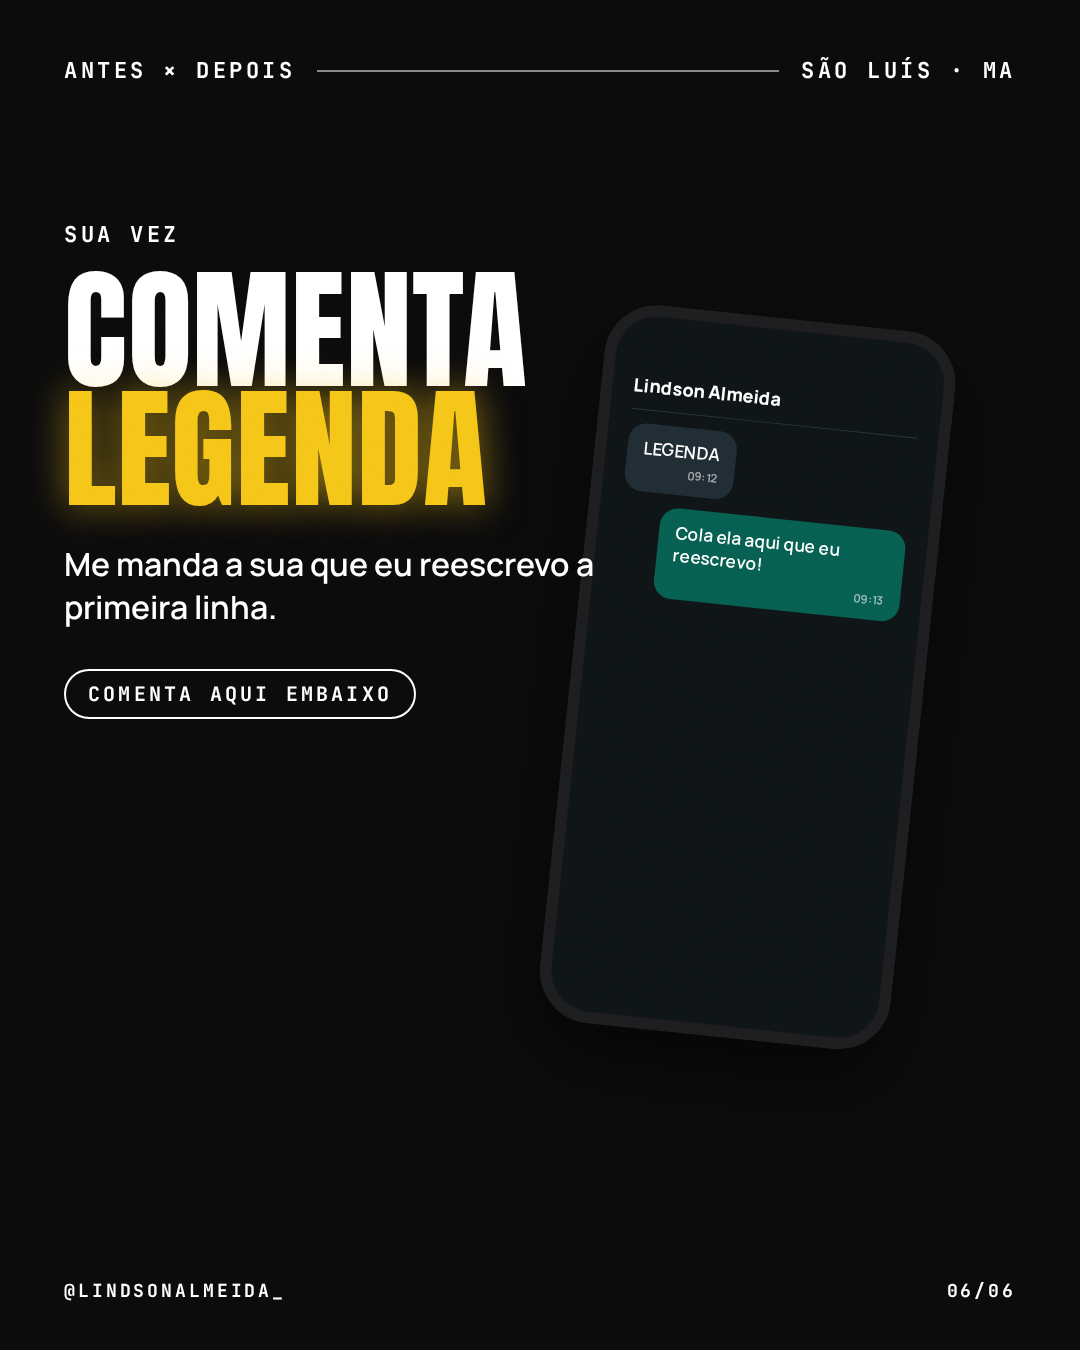 ANTES × DEPOIS
SÃO LUÍS · MA
SUA VEZ
COMENTA
LEGENDA
Me manda a sua que eu reescrevo a
primeira linha.
COMENTA AQUI EMBAIXO
Lindson Almeida
LEGENDA
09:12
Cola ela aqui que eu
reescrevo!
09:13
@LINDSONALMEIDA_
06/06